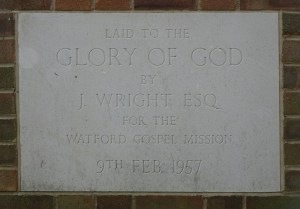 LAID TO THE
GLORY OF GOD
BY
J. WRIGHT ESQ.
FOR THE
WATFORD GOSPEL MISSION
9TH FEB. 1957